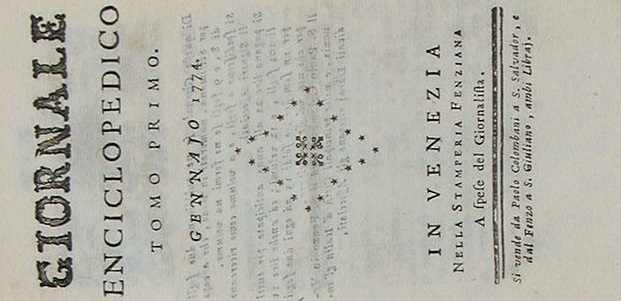 GIORNALE
ENCICLOPEDICO
TOMO PRIMO.
GENNAJO 1774.
IN VENEZIA
NELLA STAMPERIA FENZIANA
A ſpeſe del Giornaliſta.
Si vende da Paolo Colombani a S. Salvador, e
dal Fenzo a S. Giuliano, ambi Libraj.